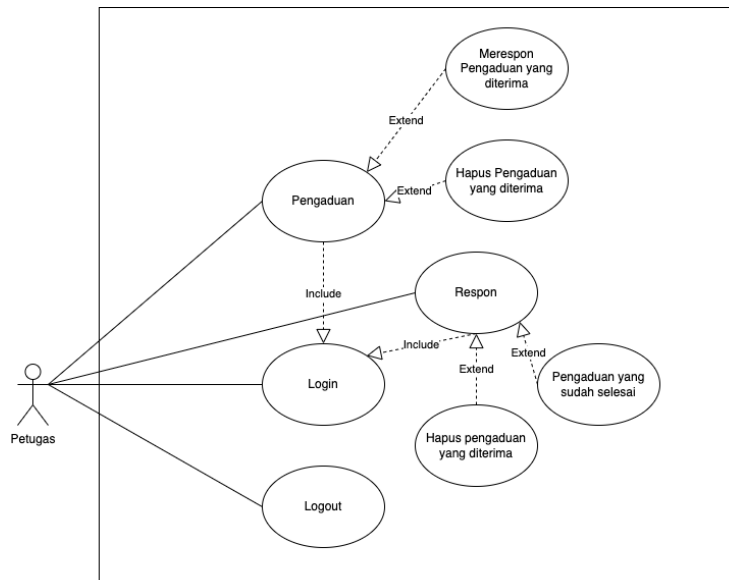 Merespon
Pengaduan yang
diterima
Extend
Hapus Pengaduan
yang diterima
Extend
Pengaduan
Include
Respon
Include
Extend
Extend
Login
Pengaduan yang
sudah selesai
Hapus pengaduan
yang diterima
Petugas
Logout